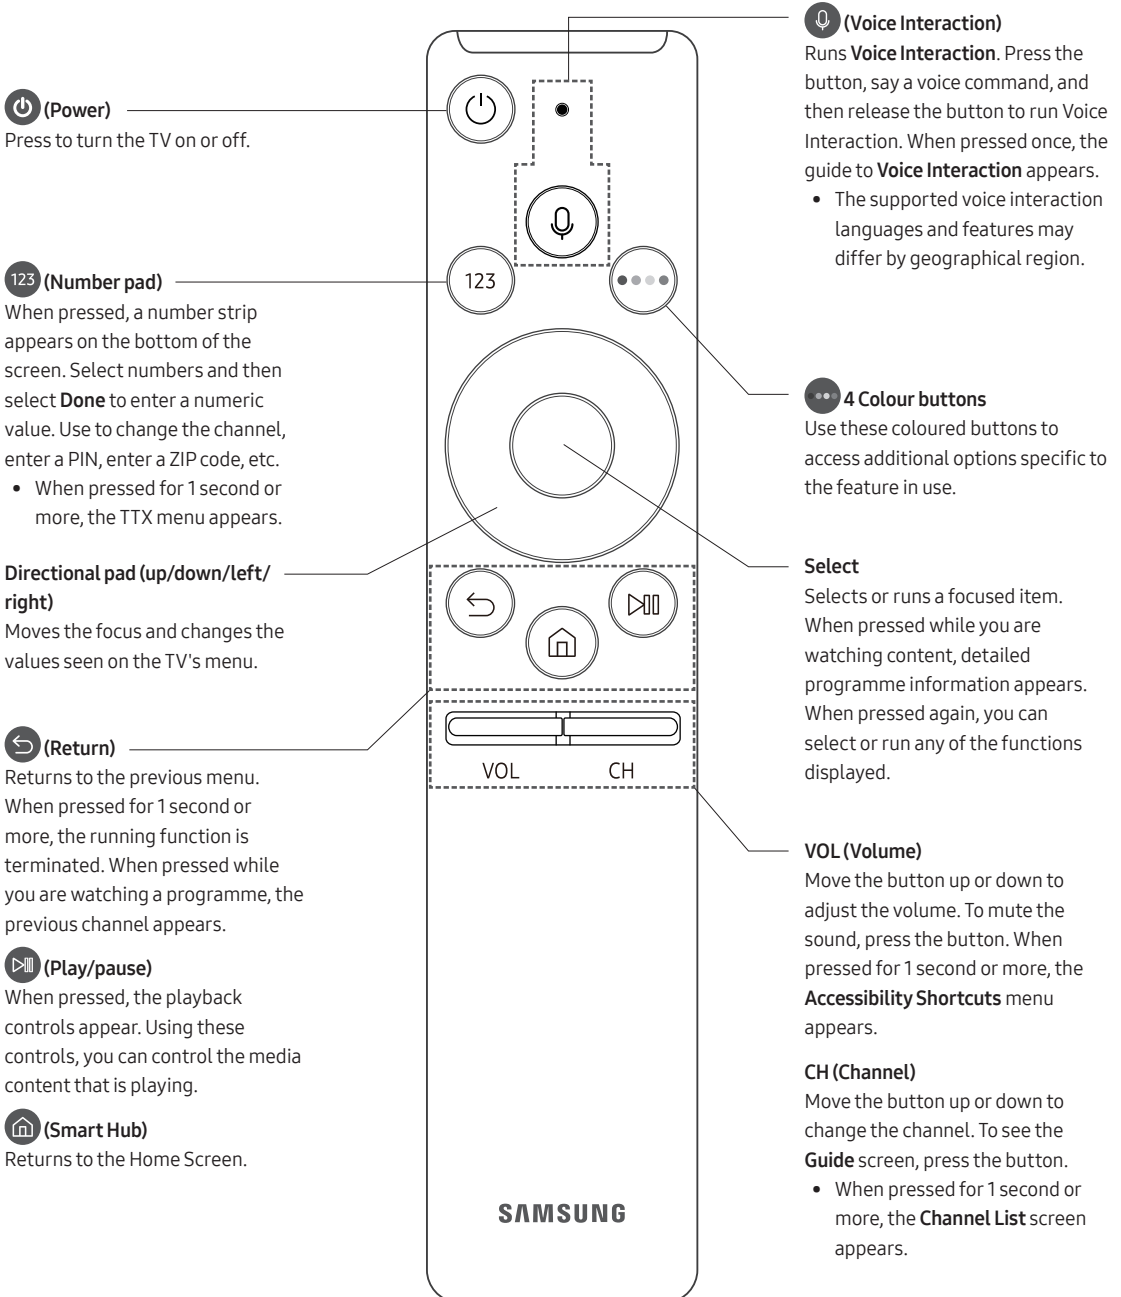 (Power)
Press to turn the TV on or off.
123 (Number pad)
When pressed, a number strip
appears on the bottom of the
screen. Select numbers and then
select Done to enter a numeric
value. Use to change the channel,
enter a PIN, enter a ZIP code, etc.
• When pressed for 1 second or
more, the TTX menu appears.
Directional pad (up/down/left/
right)
Moves the focus and changes the
values seen on the TV's menu.
(Return)
Returns to the previous menu.
When pressed for 1 second or
more, the running function is
terminated. When pressed while
you are watching a programme, the
previous channel appears.
(Play/pause)
When pressed, the playback
controls appear. Using these
controls, you can control the media
content that is playing.
(Smart Hub)
Returns to the Home Screen.
123
VOL CH
SAMSUNG
(Voice Interaction)
Runs Voice Interaction. Press the
button, say a voice command, and
then release the button to run Voice
Interaction. When pressed once, the
guide to Voice Interaction appears.
• The supported voice interaction
languages and features may
differ by geographical region.
4 Colour buttons
Use these coloured buttons to
access additional options specific to
the feature in use.
Select
Selects or runs a focused item.
When pressed while you are
watching content, detailed
programme information appears.
When pressed again, you can
select or run any of the functions
displayed.
VOL (Volume)
Move the button up or down to
adjust the volume. To mute the
sound, press the button. When
pressed for 1 second or more, the
Accessibility Shortcuts menu
appears.
CH (Channel)
Move the button up or down to
change the channel. To see the
Guide screen, press the button.
• When pressed for 1 second or
more, the Channel List screen
appears.